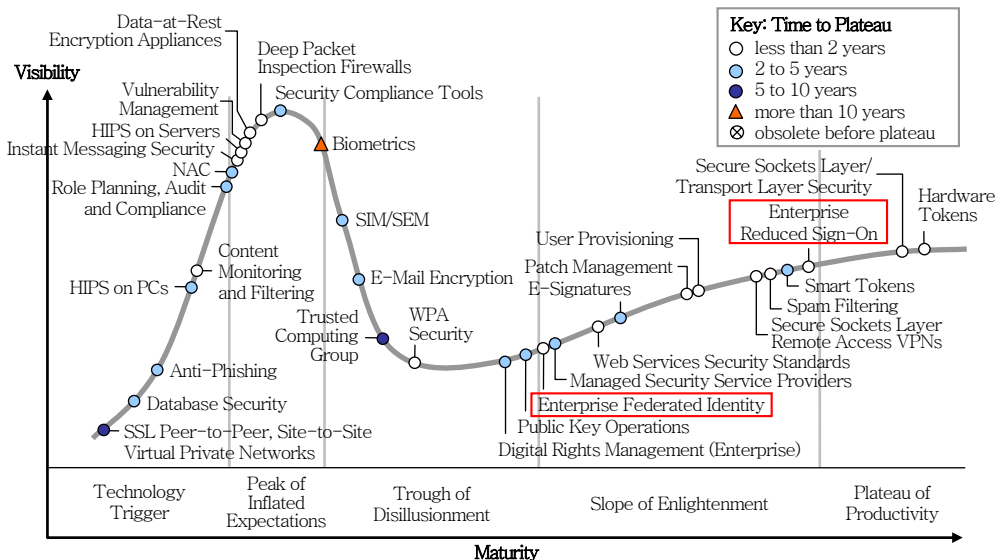 Data-at-Rest
Encryption Appliances
Deep Packet
Inspection Firewalls
Key: Time to Plateau
less than 2 years
2 to 5 years
5 to 10 years
more than 10 years
obsolete before plateau
Visibility
Vulnerability
Management
Security Compliance Tools
HIPS on Servers
Instant Messaging Security
Biometrics
NAC
Role Planning, Audit
and Compliance
Secure Sockets Layer/
Transport Layer Security
Hardware
Tokens
Enterprise
Reduced Sign-On
SIM/SEM
User Provisioning
Content
Monitoring
and Filtering
HIPS on PCs
E-Mail Encryption
Patch Management
E-Signatures
Smart Tokens
Spam Filtering
Secure Sockets Layer
Remote Access VPNs
Trusted
Computing
Group
WPA
Security
Web Services Security Standards
Managed Security Service Providers
Anti-Phishing
Database Security
Enterprise Federated Identity
Public Key Operations
Digital Rights Management (Enterprise)
SSL Peer-to-Peer, Site-to-Site
Virtual Private Networks
Technology
Trigger
Peak of
Inflated
Expectations
Trough of
Disillusionment
Slope of Enlightenment
Plateau of
Productivity
Maturity